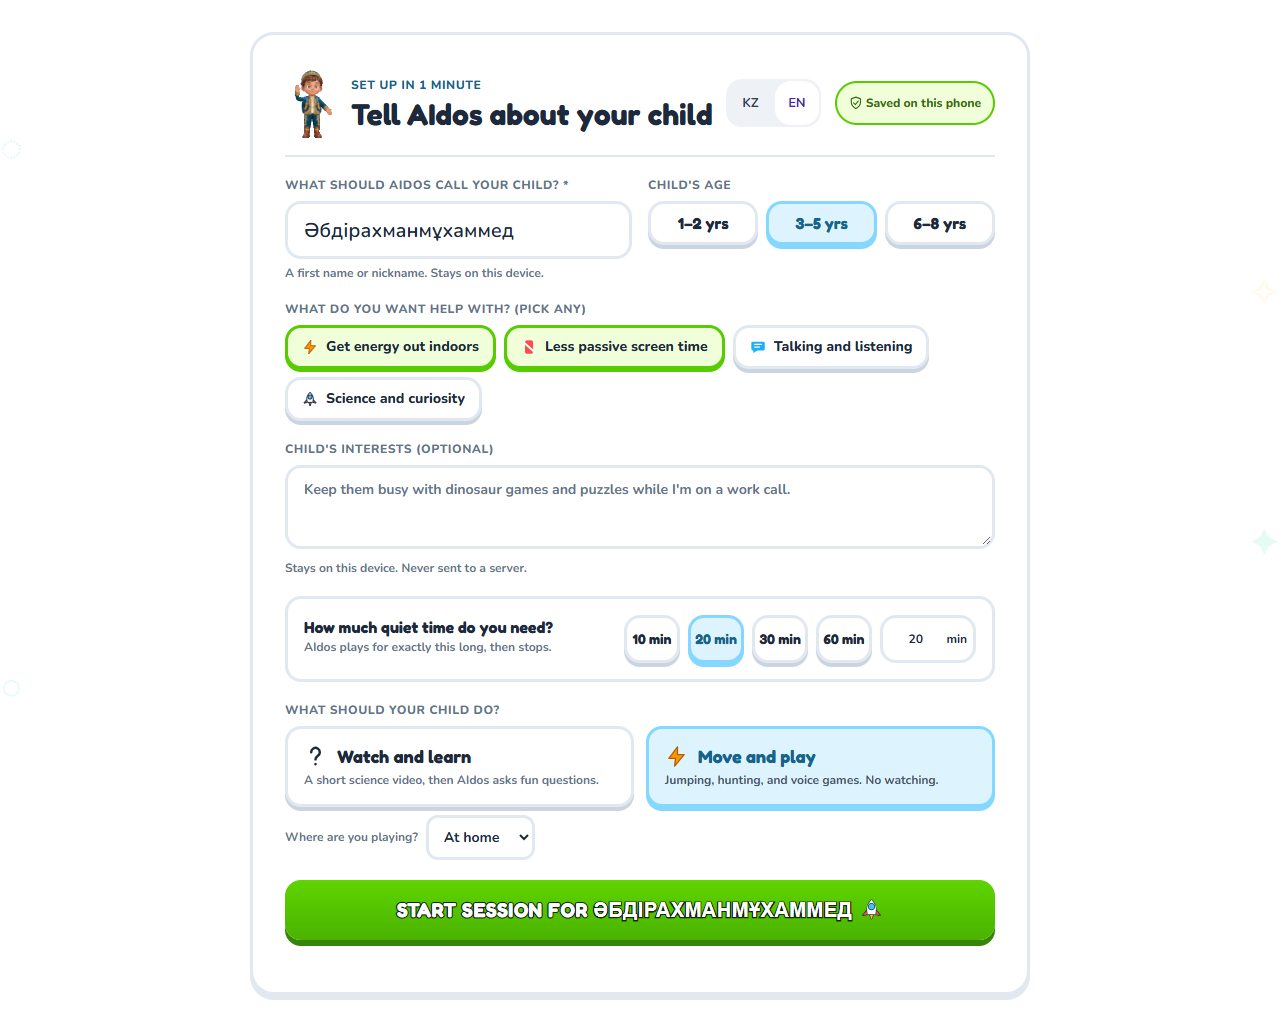 SET UP IN 1 MINUTE
Tell AIdos about your child
KZ EN
Saved on this phone
WHAT SHOULD AIDOS CALL YOUR CHILD? *
Әбдірахманмұхаммед
A first name or nickname. Stays on this device.
CHILD'S AGE
1–2 yrs 3–5 yrs 6–8 yrs
WHAT DO YOU WANT HELP WITH? (PICK ANY)
Get energy out indoors Less passive screen time Talking and listening
Science and curiosity
CHILD'S INTERESTS (OPTIONAL)
Keep them busy with dinosaur games and puzzles while I'm on a work call.
Stays on this device. Never sent to a server.
How much quiet time do you need?
AIdos plays for exactly this long, then stops.
10 min 20 min 30 min 60 min 20 min
WHAT SHOULD YOUR CHILD DO?
Watch and learn
A short science video, then AIdos asks fun questions.
Move and play
Jumping, hunting, and voice games. No watching.
Where are you playing? At home
START SESSION FOR ӘБДІРАХМАНМҰХАММЕД